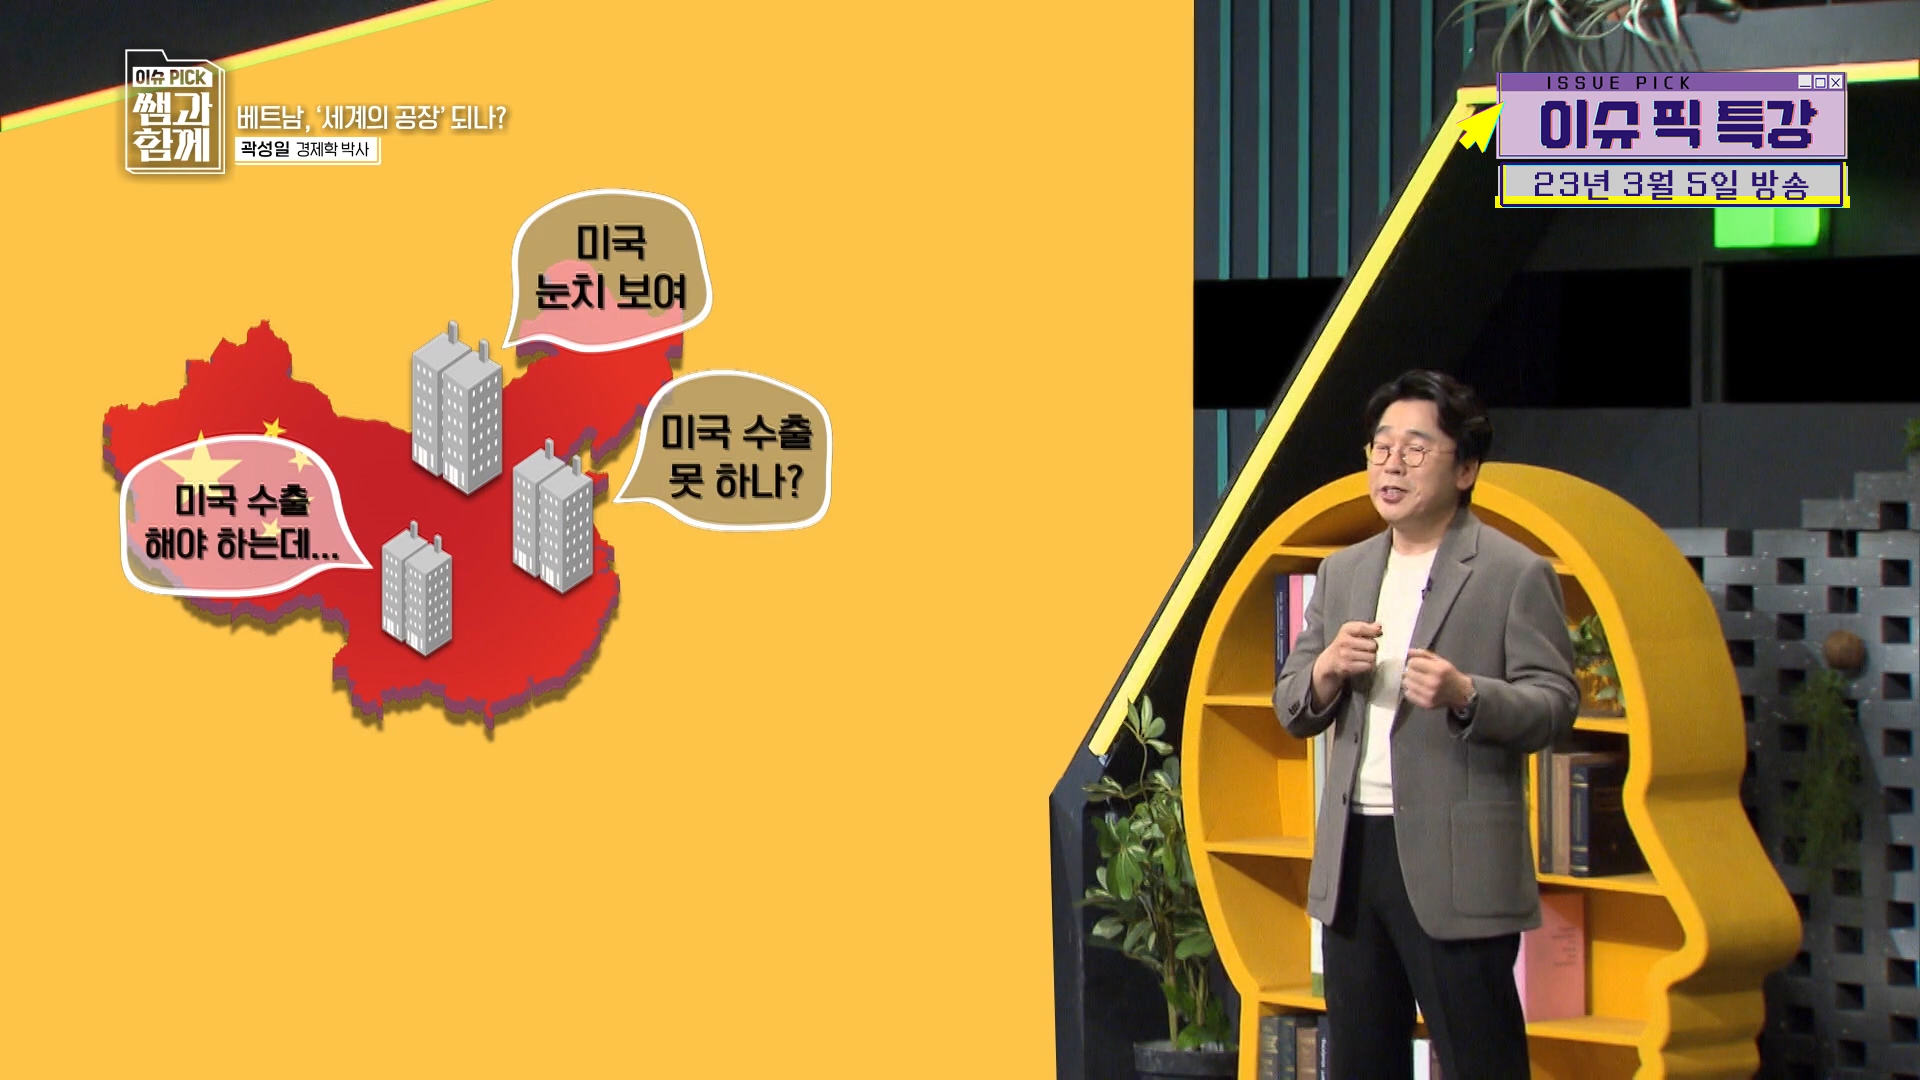 이슈 PICK
쌤과
함께
베트남, ‘세계의 공장’ 되나?
곽성일 경제학 박사
ISSUE PICK
이슈 픽 특강
23년 3월 5일 방송
미국
눈치 보여
미국 수출
못 하나?
미국 수출
해야 하는데...